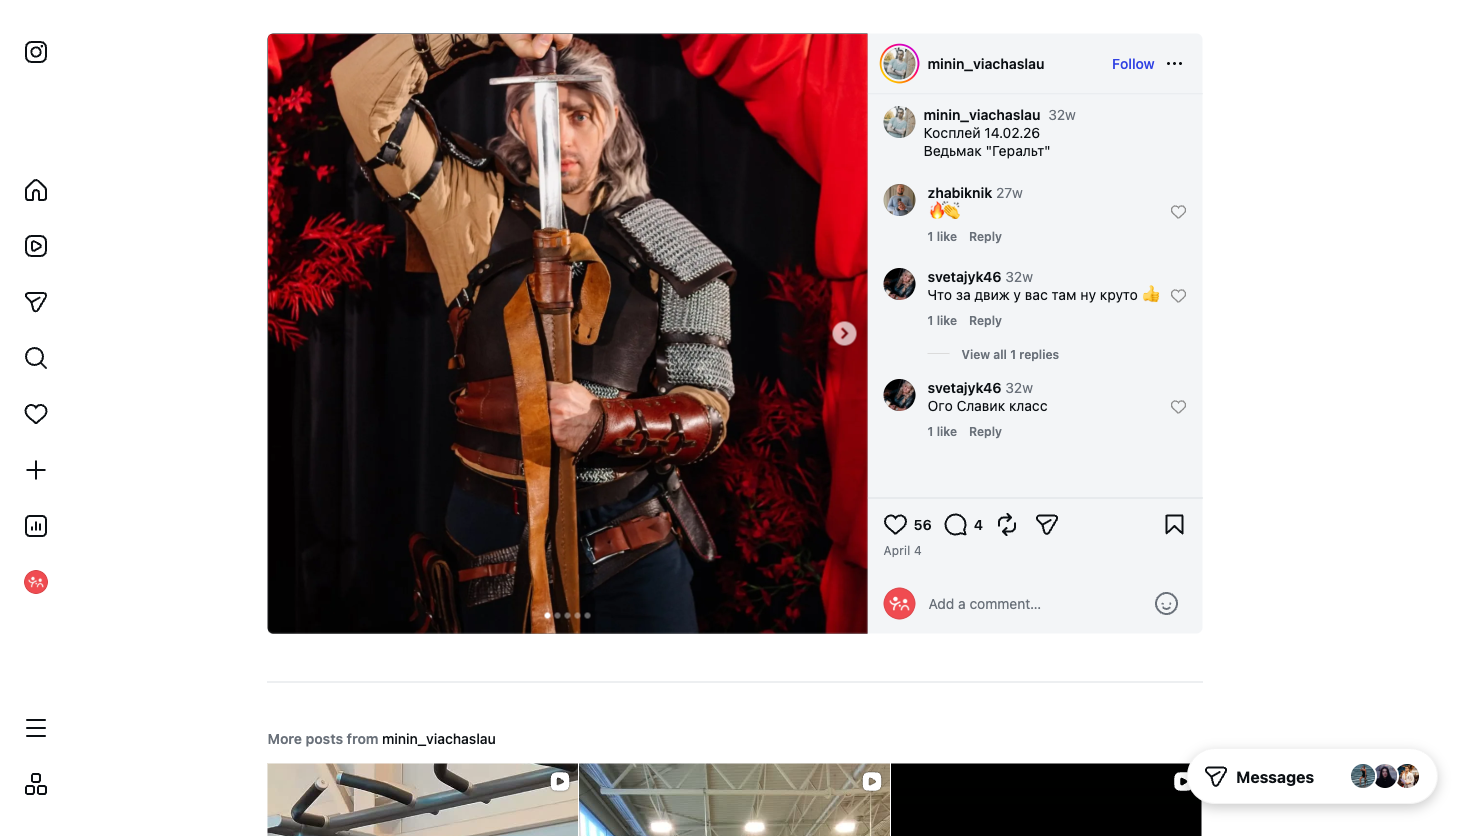 minin_viachaslau
Follow
minin_viachaslau 32w
Косплей 14.02.26
Ведьмак "Геральт"
zhabiknik 27w
🔥👏
1 like Reply
svetajyk46 32w
Что за движ у вас там ну круто 👍
1 like Reply
View all 1 replies
svetajyk46 32w
Ого Славик класс
1 like Reply
56 4
April 4
Add a comment...
More posts from minin_viachaslau
Messages